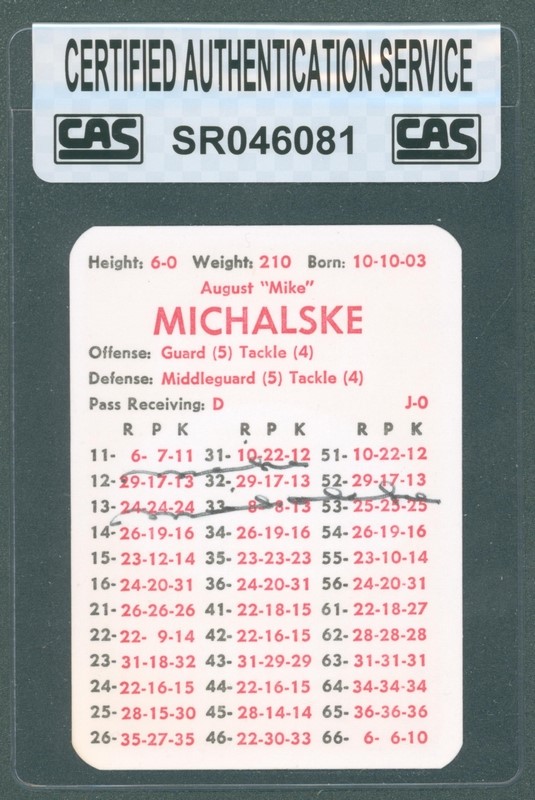 CERTIFIED AUTHENTICATION SERVICE
CAS SR046081 CAS
Height: 6-0 Weight: 210 Born: 10-10-03
August "Mike"
MICHALSKE
Offense: Guard (5) Tackle (4)
Defense: Middleguard (5) Tackle (4)
Pass Receiving: D J-0
R P K R P K R P K
11- 6- 7-11 31- 10-22-12 51- 10-22-12
12- 29-17-13 32- 29-17-13 52- 29-17-13
13- 24-24-24 33- 8-8-13 53- 25-25-25
14- 26-19-16 34- 26-19-16 54- 26-19-16
15- 23-12-14 35- 23-23-23 55- 23-10-14
16- 24-20-31 36- 24-20-31 56- 24-20-31
21- 26-26-26 41- 22-18-15 61- 22-18-27
22- 22- 9-14 42- 22-16-15 62- 28-28-28
23- 31-18-32 43- 31-29-29 63- 31-31-31
24- 22-16-15 44- 22-16-15 64- 34-34-34
25- 28-15-30 45- 28-14-14 65- 36-36-36
26- 35-27-35 46- 22-30-33 66- 6- 6-10